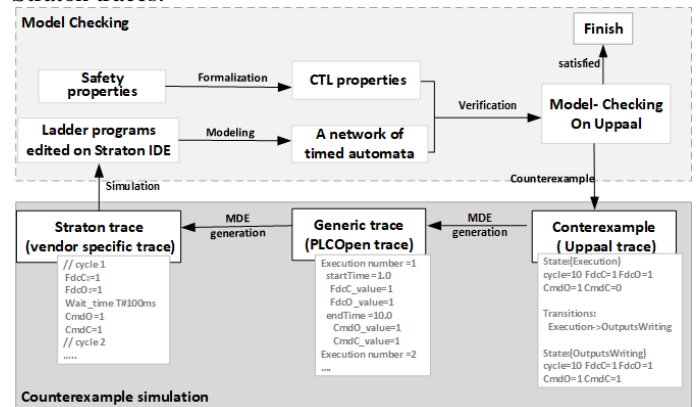 Straton traces.
Model Checking
Finish
satisfied
Safety
properties
Formalization
CTL properties
Verification
Model- Checking
On Uppaal
Ladder programs
edited on Straton IDE
Modeling
A network of
timed automata
Simulation
Counterexample
Straton trace
(vendor specific trace)
MDE
generation
Generic trace
(PLCOpen trace)
MDE
generation
Conterexample
( Uppaal trace)
// cycle 1
FdcC:=1
FdcO:=1
Wait_time T#100ms
CmdO=1
CmdC=1
// cycle 2
.....
Execution number =1
startTime=1.0
FdcC_value=1
FdcO_value=1
endTime =10.0
CmdO_value=1
CmdC_value=1
Execution number =2
....
State:(Execution)
cycle=10 FdcC=1 FdcO=1
CmdO=1 CmdC=0
Transitions:
Execution->OutputsWriting
State:(OutputsWriting)
cycle=10 FdcC=1 FdcO=1
CmdO=1 CmdC=1
Counterexample simulation